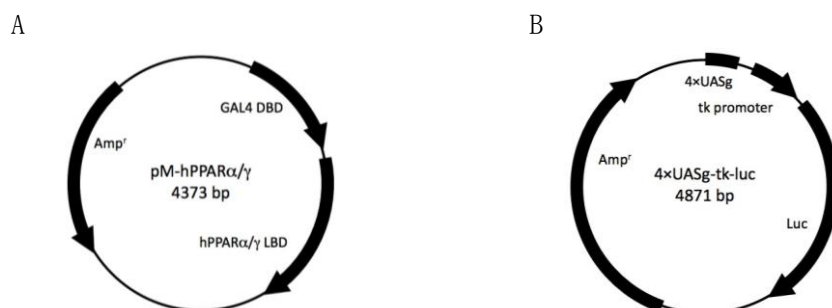 A
GAL4 DBD
Ampʳ
pM-hPPARα/γ
4373 bp
hPPARα/γ LBD
B
4×UASg
tk promoter
Ampʳ
4×UASg-tk-luc
4871 bp
Luc